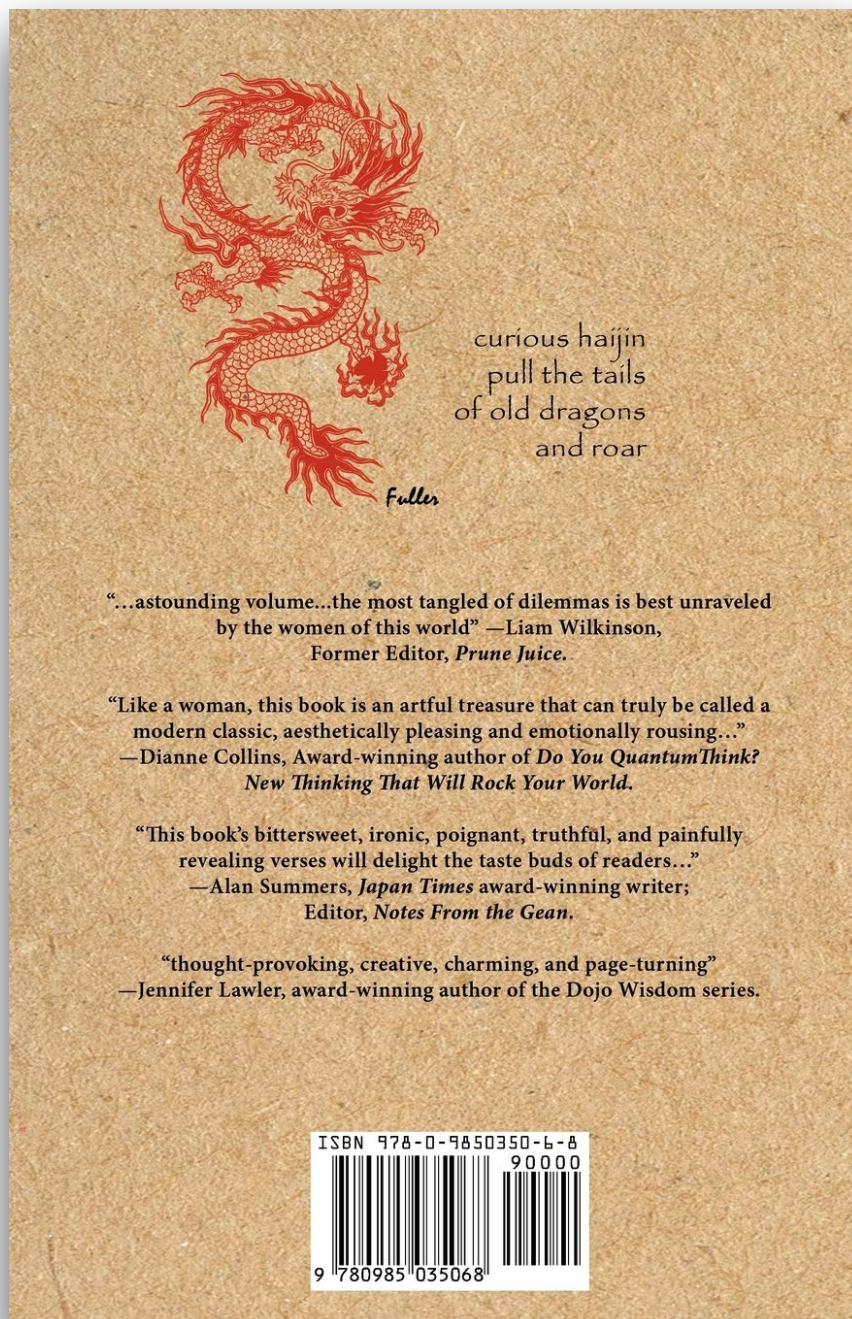 curious haijin
pull the tails
of old dragons
and roar
Fuller
“…astounding volume...the most tangled of dilemmas is best unraveled
by the women of this world” —Liam Wilkinson,
Former Editor, Prune Juice.
“Like a woman, this book is an artful treasure that can truly be called a
modern classic, aesthetically pleasing and emotionally rousing…”
—Dianne Collins, Award-winning author of Do You QuantumThink?
New Thinking That Will Rock Your World.
“This book’s bittersweet, ironic, poignant, truthful, and painfully
revealing verses will delight the taste buds of readers…”
—Alan Summers, Japan Times award-winning writer;
Editor, Notes From the Gean.
“thought-provoking, creative, charming, and page-turning”
—Jennifer Lawler, award-winning author of the Dojo Wisdom series.
ISBN 978-0-9850350-6-8
90000
9 780985 035068